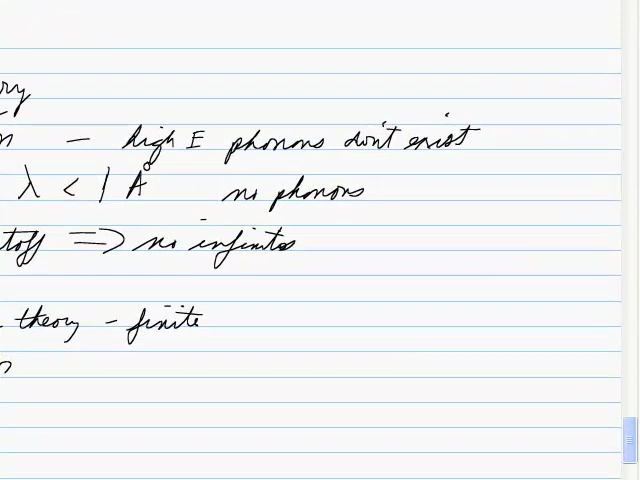 ry
n — high E phonons don't exist
λ < 1 Å no phonons
toff => no infinites
theory - finite